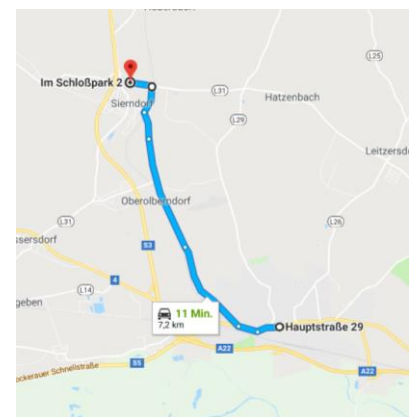 Im Schloßpark 2
L31
L25
Hatzenbach
Sierndorf
L29
Leitzersd
Oberolberndorf
L31
L26
ssersdorf
S3
4
L14
geben
11 Min.
7,2 km
Hauptstraße 29
A22
ockerauer Schnellstraße
S5
A22